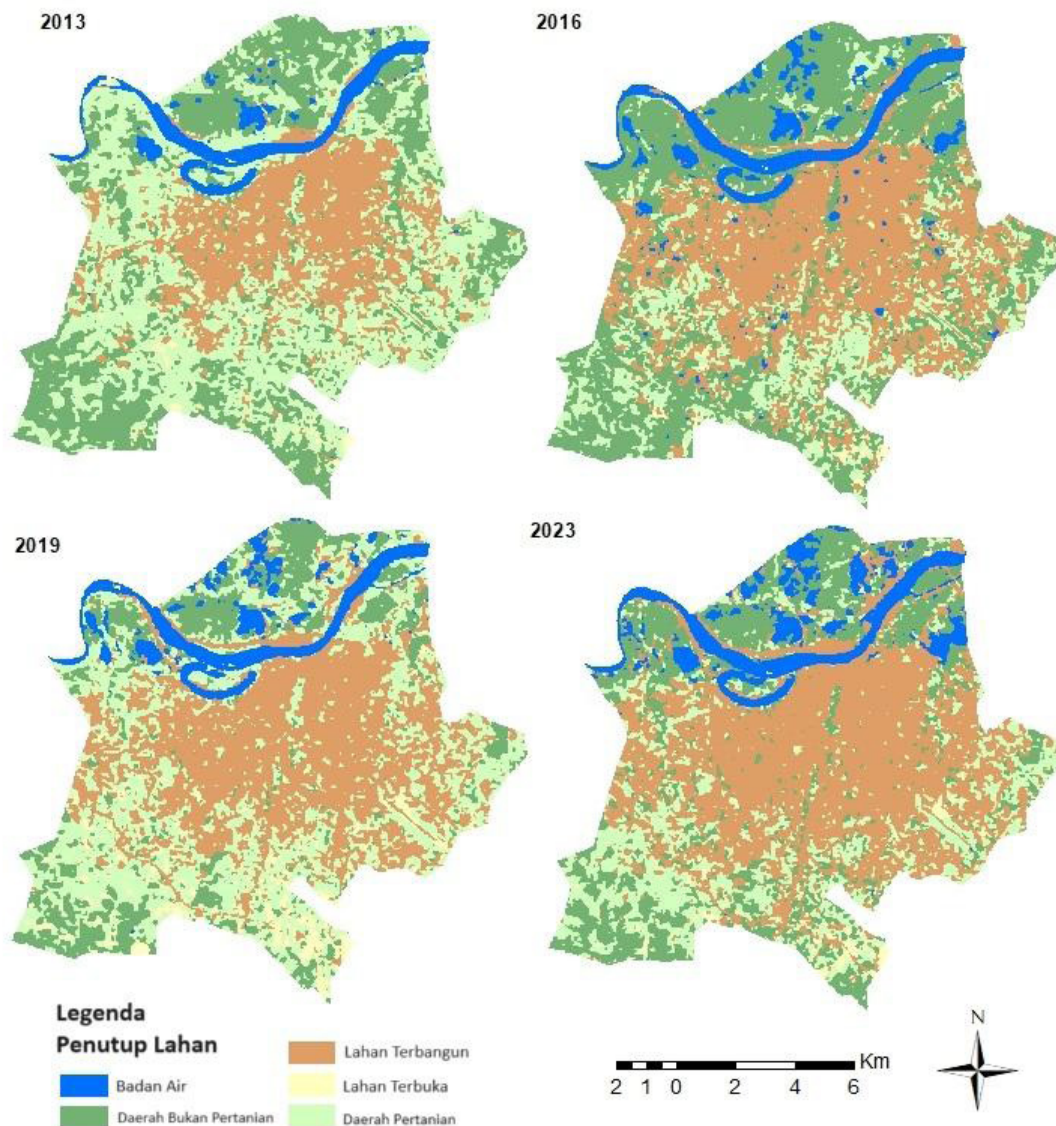 2013
2016
2019
2023
Legenda
Penutup Lahan
Badan Air
Daerah Bukan Pertanian
Lahan Terbangun
Lahan Terbuka
Daerah Pertanian
2 1 0 2 4 6 Km
N